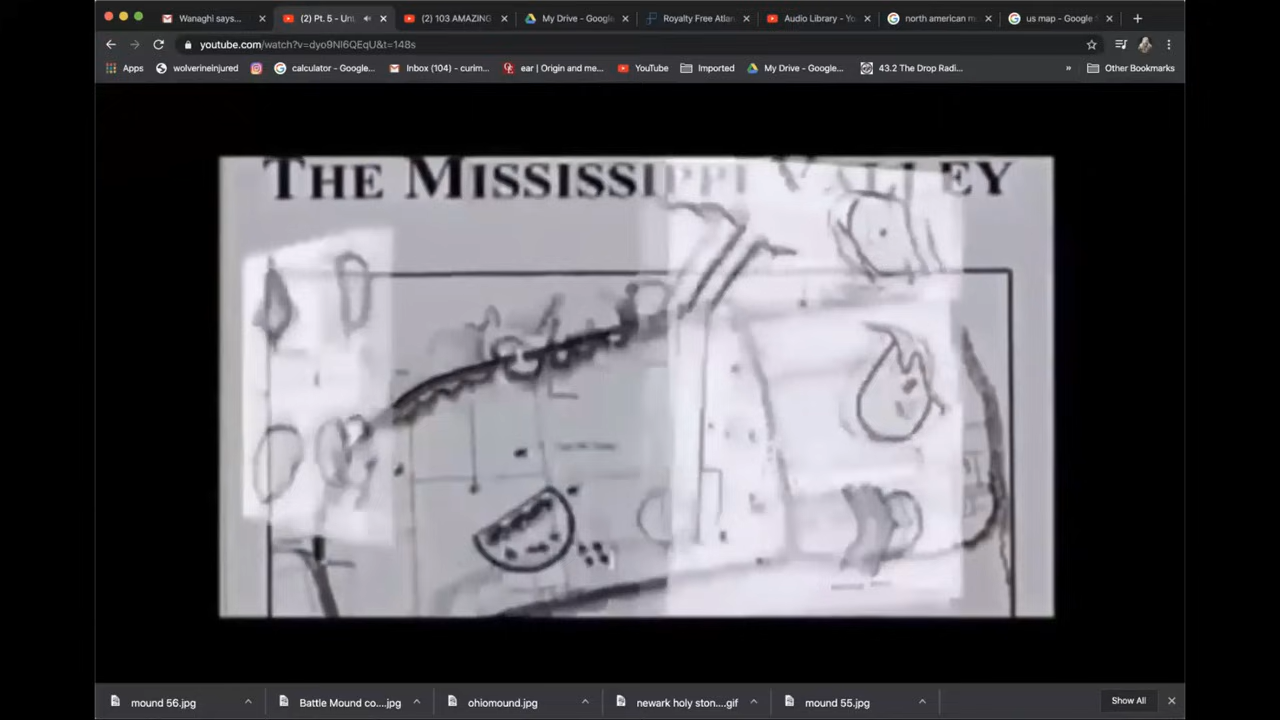 Wanaghi says...
(2) Pt. 5 - Un
(2) 103 AMAZING
My Drive - Google
Royalty Free Atlan
Audio Library - Yo
north american m
us map - Google S
youtube.com/watch?v=dyo9NI6QEqU&t=148s
Apps
wolverineinjured
calculator - Google...
Inbox (104) - curim...
ear | Origin and me...
YouTube
Imported
My Drive - Google...
43.2 The Drop Radi...
»
Other Bookmarks
THE MISSISSIPPI VALLEY
mound 56.jpg
Battle Mound co....jpg
ohiomound.jpg
newark holy ston....gif
mound 55.jpg
Show All